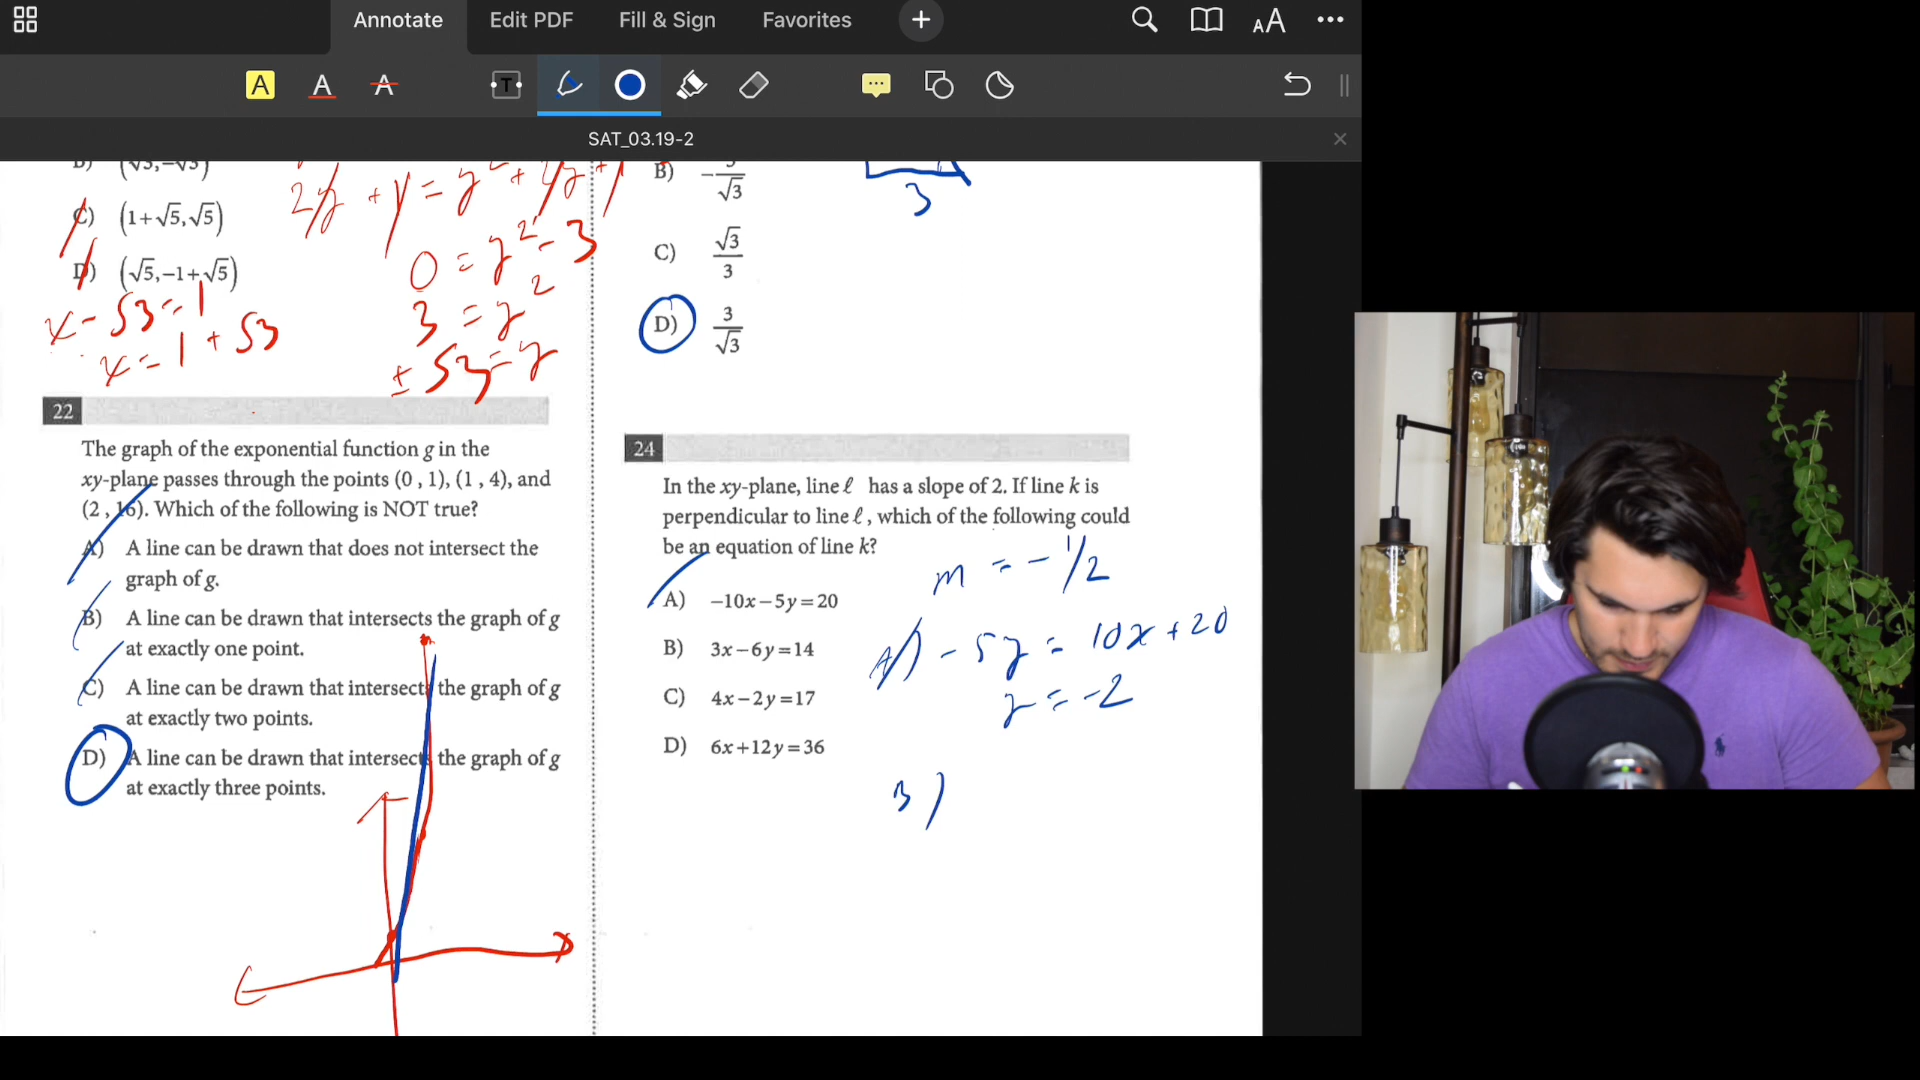 Annotate
Edit PDF
Fill & Sign
Favorites
+
AA
A
A
A
T
SAT_03.19-2
B) (√3, −√3)
C) (1+√5, √5)
D) (√5, −1+√5)
x - √3 = 1
x = 1 + √3
0 = y² - 3
3 = y²
± √3 = y
22
The graph of the exponential function g in the
xy-plane passes through the points (0 , 1), (1 , 4), and
(2 , 16). Which of the following is NOT true?
A) A line can be drawn that does not intersect the
graph of g.
B) A line can be drawn that intersects the graph of g
at exactly one point.
C) A line can be drawn that intersects the graph of g
at exactly two points.
D) A line can be drawn that intersects the graph of g
at exactly three points.
B)
√3
3
C) √3/3
D) 3/√3
24
In the xy-plane, line ℓ has a slope of 2. If line k is
perpendicular to line ℓ, which of the following could
be an equation of line k?
m = -1/2
A) −10x−5y=20
B) 3x−6y=14
C) 4x−2y=17
D) 6x+12y=36
A) - 5y = 10x + 20
y = -2
B)